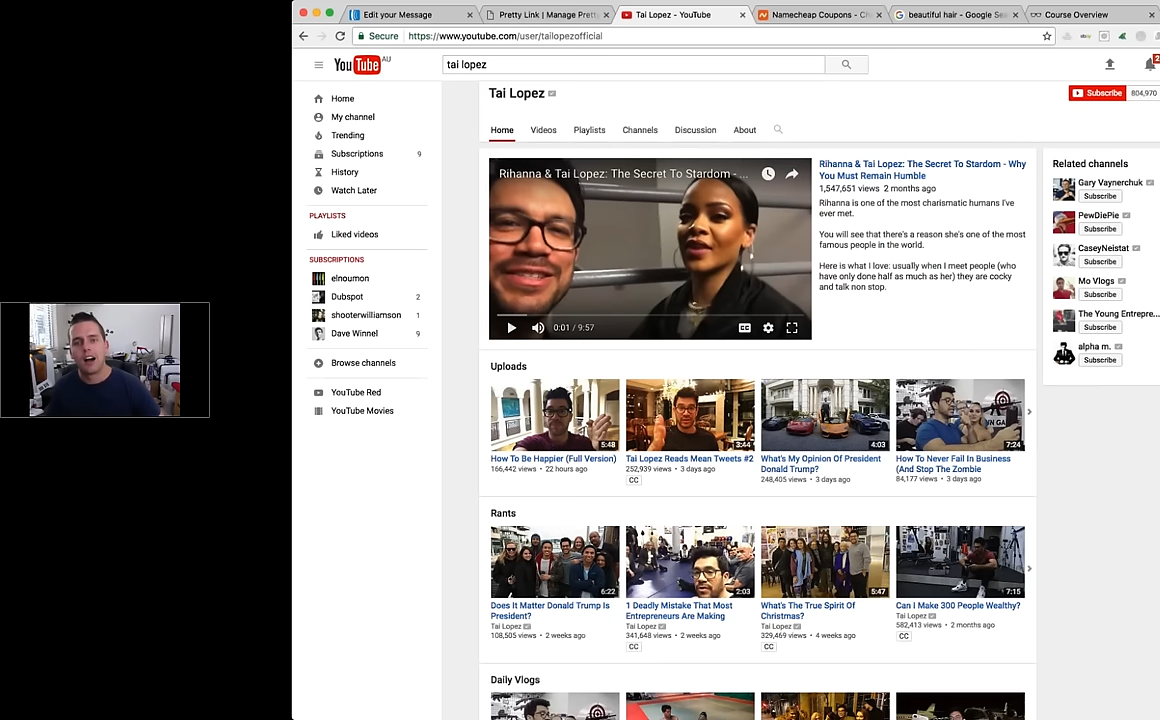 Edit your Message
Pretty Link | Manage Pretty
Tai Lopez - YouTube
Namecheap Coupons - Ch
beautiful hair - Google Sea
Course Overview
Secure
https://www.youtube.com/user/tailopezofficial
YouTube AU
tai lopez
2
Home
My channel
Trending
Subscriptions 9
History
Watch Later
PLAYLISTS
Liked videos
SUBSCRIPTIONS
elnoumon
Dubspot 2
shooterwilliamson 1
Dave Winnel 9
Browse channels
YouTube Red
YouTube Movies
Tai Lopez
Subscribe 804,970
Home Videos Playlists Channels Discussion About
Rihanna & Tai Lopez: The Secret To Stardom - ...
0:01 / 9:57
CC
Rihanna & Tai Lopez: The Secret To Stardom - Why
You Must Remain Humble
1,547,651 views 2 months ago
Rihanna is one of the most charismatic humans I've
ever met.
You will see that there's a reason she's one of the most
famous people in the world.
Here is what I love: usually when I meet people (who
have only done half as much as her) they are cocky
and talk non stop.
Related channels
Gary Vaynerchuk
Subscribe
PewDiePie
Subscribe
CaseyNeistat
Subscribe
Mo Vlogs
Subscribe
The Young Entrepre...
Subscribe
alpha m.
Subscribe
Uploads
5:48
How To Be Happier (Full Version)
166,442 views • 22 hours ago
3:44
Tai Lopez Reads Mean Tweets #2
252,939 views • 3 days ago
CC
4:03
What's My Opinion Of President
Donald Trump?
248,405 views • 3 days ago
7:24
How To Never Fail In Business
(And Stop The Zombie
84,177 views • 3 days ago
Rants
6:22
Does It Matter Donald Trump Is
President?
Tai Lopez
108,505 views • 2 weeks ago
2:03
1 Deadly Mistake That Most
Entrepreneurs Are Making
Tai Lopez
341,648 views • 2 weeks ago
CC
5:47
What's The True Spirit Of
Christmas?
Tai Lopez
329,469 views • 4 weeks ago
CC
7:15
Can I Make 300 People Wealthy?
Tai Lopez
582,413 views • 2 months ago
CC
Daily Vlogs